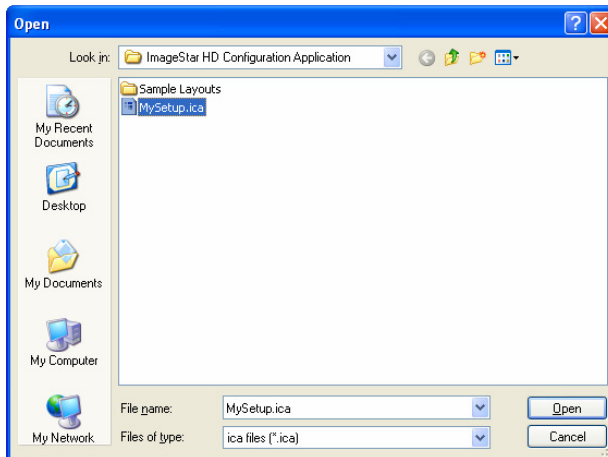 Open
Look in: ImageStar HD Configuration Application
Sample Layouts
MySetup.ica
My Recent
Documents
Desktop
My Documents
My Computer
My Network
File name: MySetup.ica Open
Files of type: ica files (*.ica) Cancel